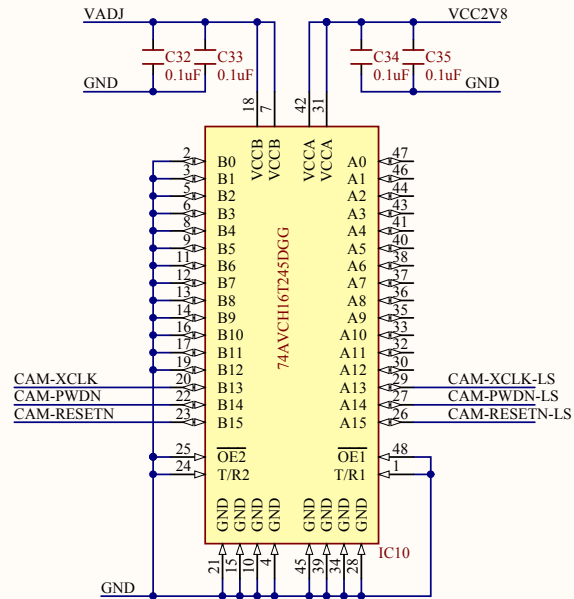 VADJ
VCC2V8
C32
0.1uF
C33
0.1uF
C34
0.1uF
C35
0.1uF
GND
GND
18
7
42
31
VCCB
VCCB
VCCA
VCCA
2 B0 A0 47
3 B1 A1 46
5 B2 A2 44
6 B3 A3 43
8 B4 A4 41
9 B5 A5 40
11 B6 A6 38
12 B7 A7 37
13 B8 A8 36
14 B9 A9 35
16 B10 A10 33
17 B11 A11 32
19 B12 A12 30
CAM-XCLK 20 B13 A13 29 CAM-XCLK-LS
CAM-PWDN 22 B14 A14 27 CAM-PWDN-LS
CAM-RESETN 23 B15 A15 26 CAM-RESETN-LS
74AVCH16T245DGG
25 OE2 OE1 48
24 T/R2 T/R1 1
GND GND GND GND GND GND GND GND
21 15 10 4 45 39 34 28
IC10
GND